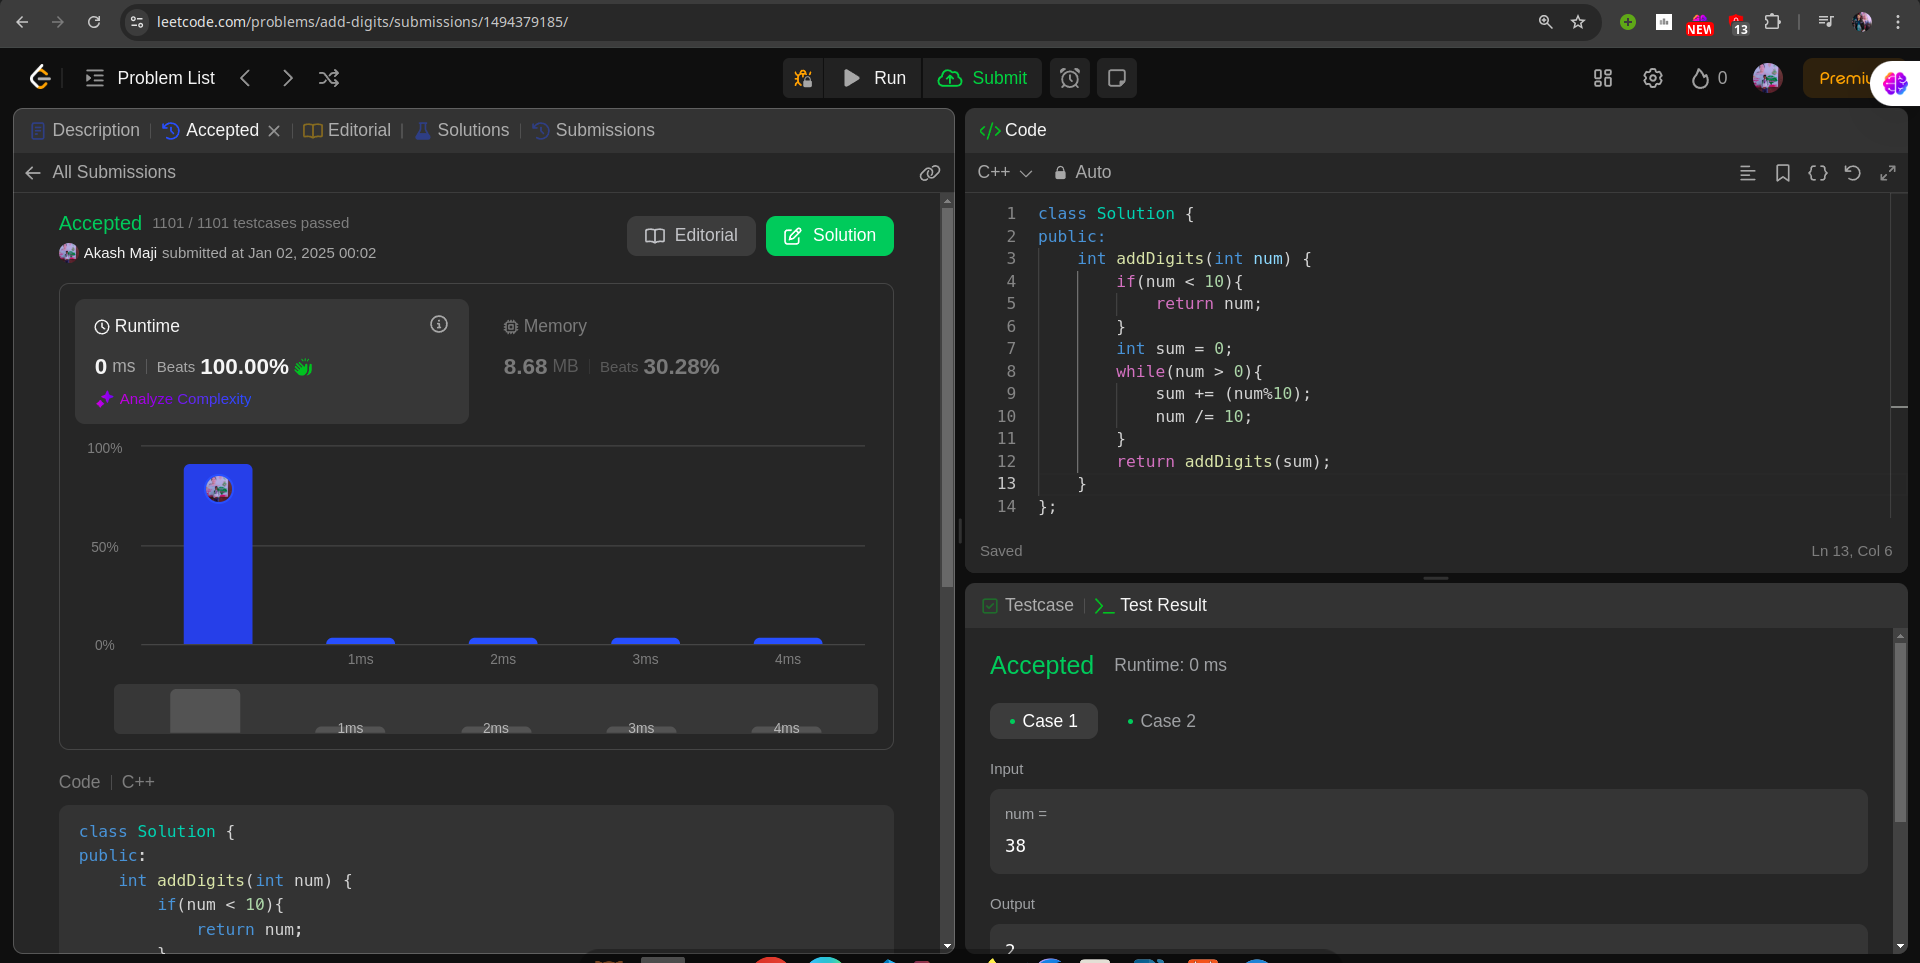 leetcode.com/problems/add-digits/submissions/1494379185/
NEW
13
Problem List
Run
Submit
0
Premiu
Description
Accepted
Editorial
Solutions
Submissions
All Submissions
Accepted 1101 / 1101 testcases passed
Akash Maji submitted at Jan 02, 2025 00:02
Editorial
Solution
Runtime
0 ms Beats 100.00%
Analyze Complexity
Memory
8.68 MB Beats 30.28%
100%
50%
0%
1ms 2ms 3ms 4ms
1ms 2ms 3ms 4ms
Code C++
class Solution {
public:
    int addDigits(int num) {
        if(num < 10){
            return num;
        }
Code
C++ Auto
1 class Solution {
2 public:
3     int addDigits(int num) {
4         if(num < 10){
5             return num;
6         }
7         int sum = 0;
8         while(num > 0){
9             sum += (num%10);
10             num /= 10;
11         }
12         return addDigits(sum);
13     }
14 };
Saved
Ln 13, Col 6
Testcase
Test Result
Accepted Runtime: 0 ms
Case 1
Case 2
Input
num =
38
Output
2